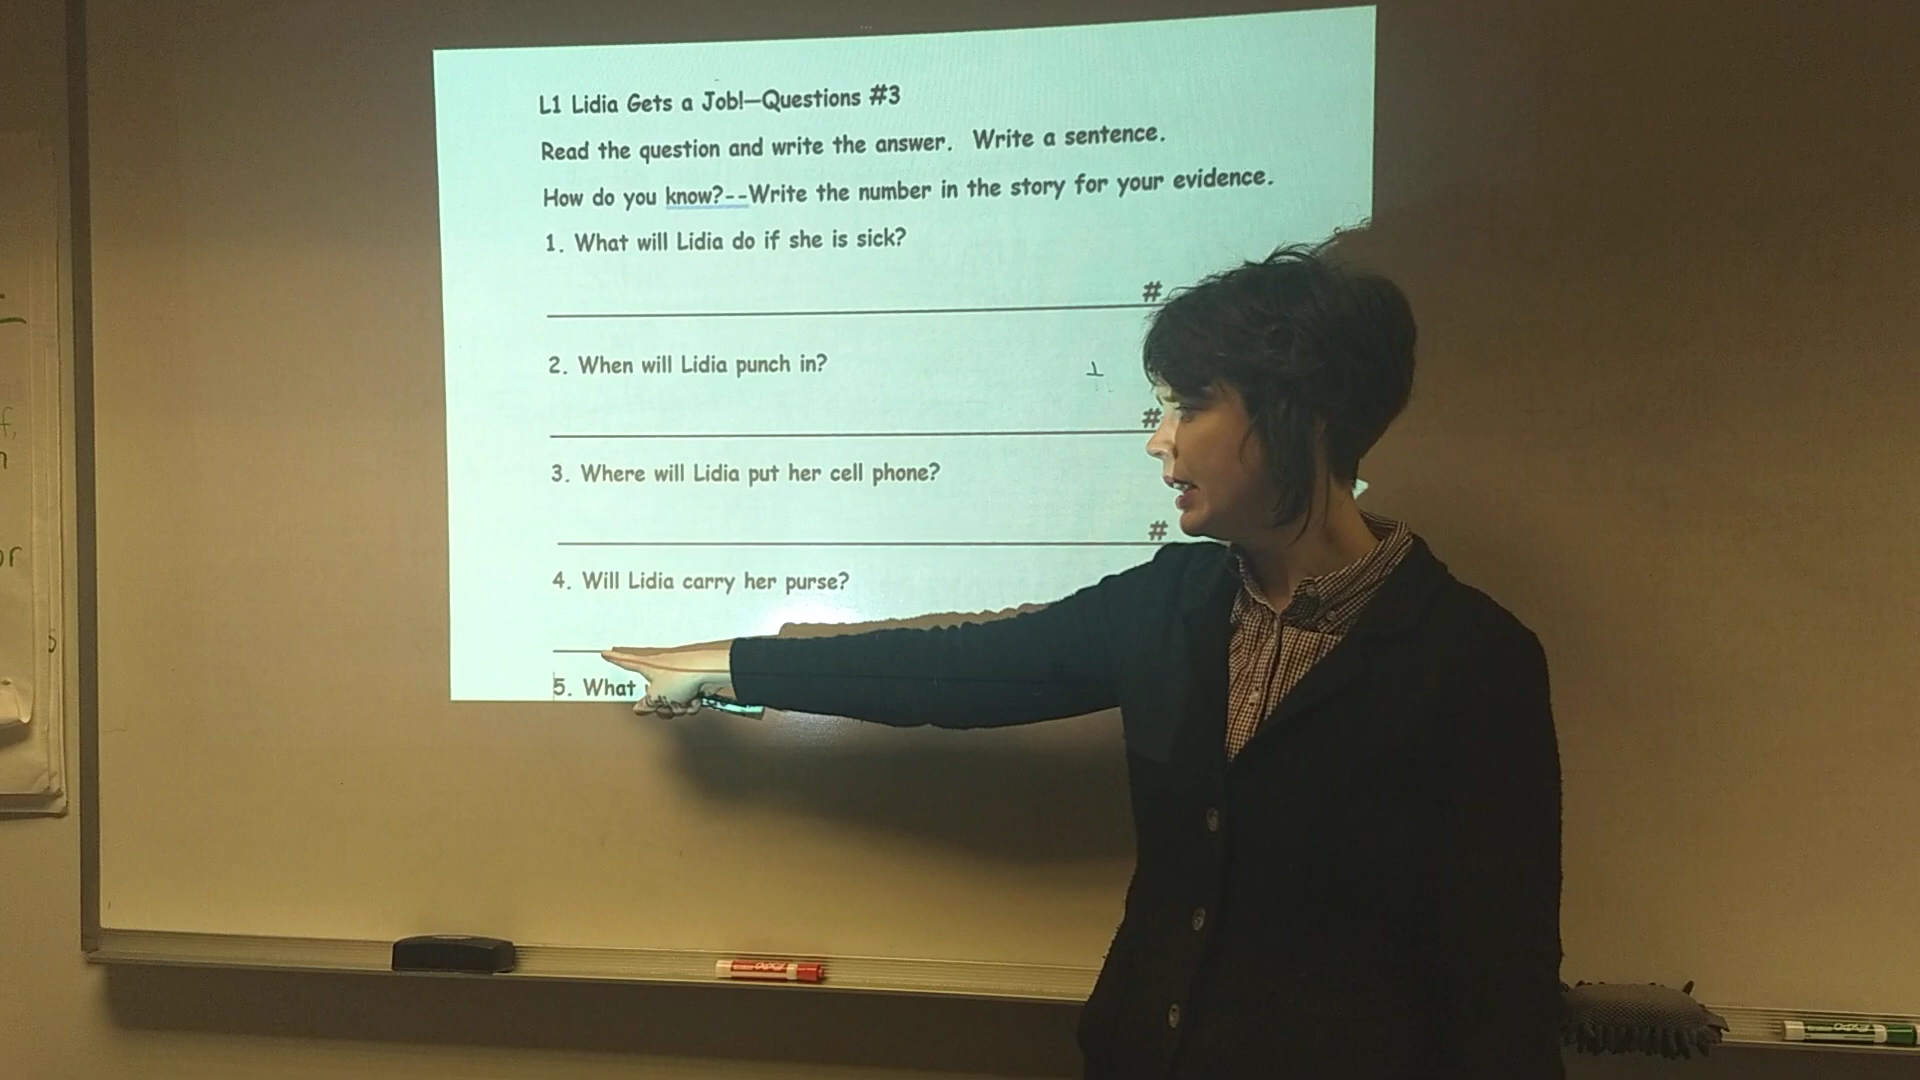 L1 Lidia Gets a Job!—Questions #3
Read the question and write the answer. Write a sentence.
How do you know?--Write the number in the story for your evidence.
1. What will Lidia do if she is sick?
#
2. When will Lidia punch in?
#
3. Where will Lidia put her cell phone?
#
4. Will Lidia carry her purse?
5. What
EXPO
EXPO